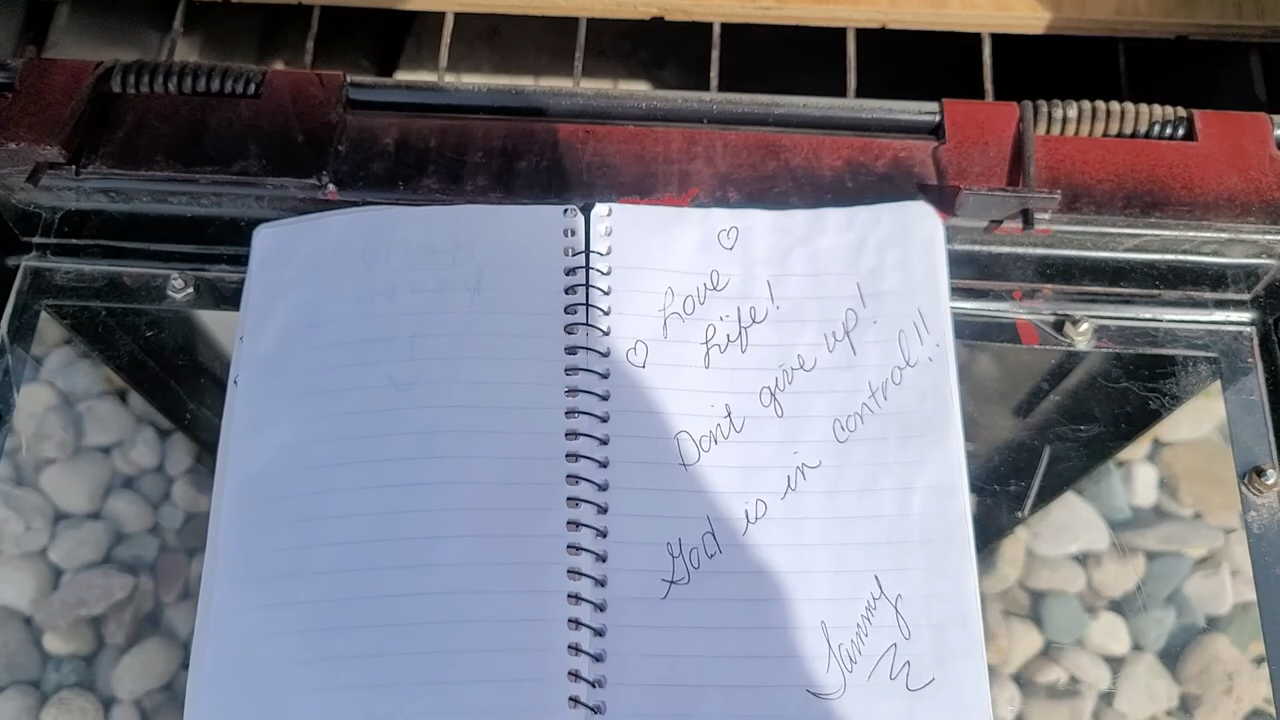 ♡
Love
♡ Life!
Don't give up!
God is in control!!
Tammy